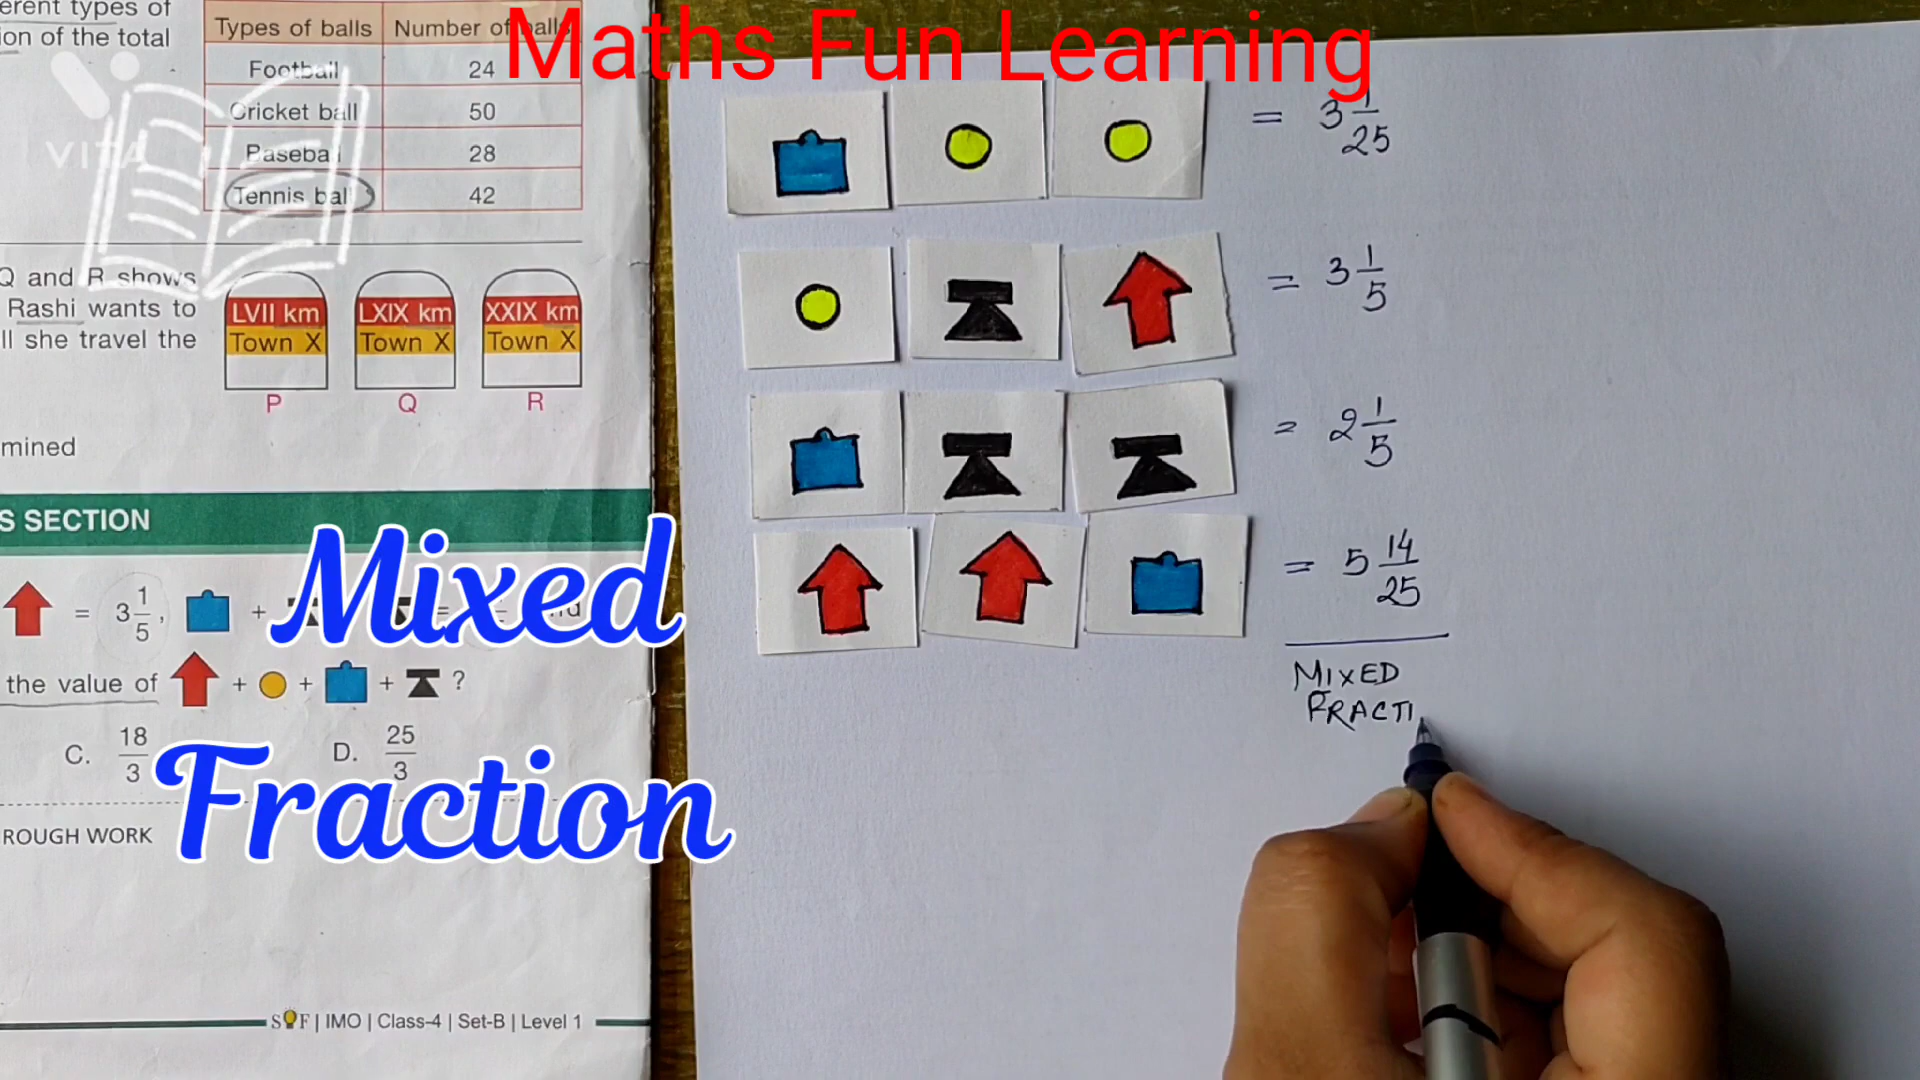 Maths Fun Learning
erent types of
ion of the total
Types of balls Number of balls
Football 24
Cricket ball 50
Baseball 28
Tennis ball 42
VITA
Q and R shows
Rashi wants to
ll she travel the
LVII km LXIX km XXIX km
Town X Town X Town X
P Q R
mined
S SECTION
= 3 1/5, +
the value of + + + ?
C. 18/3 D. 25/3
ROUGH WORK
SOF | IMO | Class-4 | Set-B | Level 1
Mixed
Fraction
= 3 1/25
= 3 1/5
= 2 1/5
= 5 14/25
MIXED
FRACTI